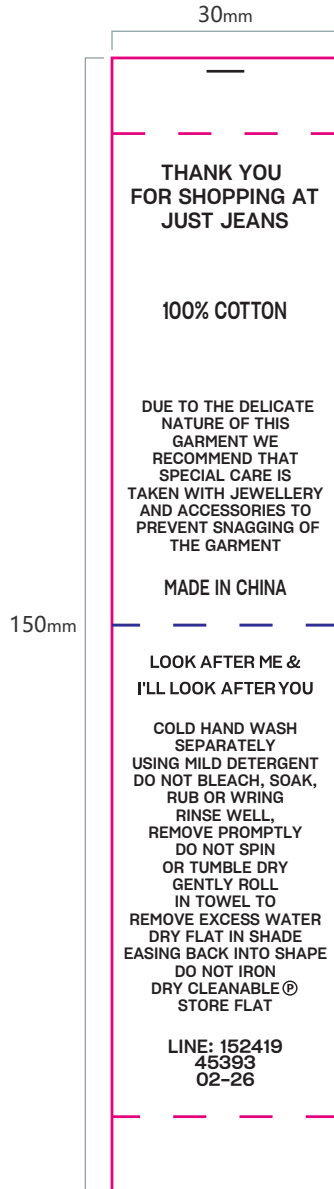 30mm
THANK YOU
FOR SHOPPING AT
JUST JEANS
100% COTTON
DUE TO THE DELICATE
NATURE OF THIS
GARMENT WE
RECOMMEND THAT
SPECIAL CARE IS
TAKEN WITH JEWELLERY
AND ACCESSORIES TO
PREVENT SNAGGING OF
THE GARMENT
MADE IN CHINA
150mm
LOOK AFTER ME &
I'LL LOOK AFTER YOU
COLD HAND WASH
SEPARATELY
USING MILD DETERGENT
DO NOT BLEACH, SOAK,
RUB OR WRING
RINSE WELL,
REMOVE PROMPTLY
DO NOT SPIN
OR TUMBLE DRY
GENTLY ROLL
IN TOWEL TO
REMOVE EXCESS WATER
DRY FLAT IN SHADE
EASING BACK INTO SHAPE
DO NOT IRON
DRY CLEANABLE Ⓟ
STORE FLAT
LINE: 152419
45393
02-26